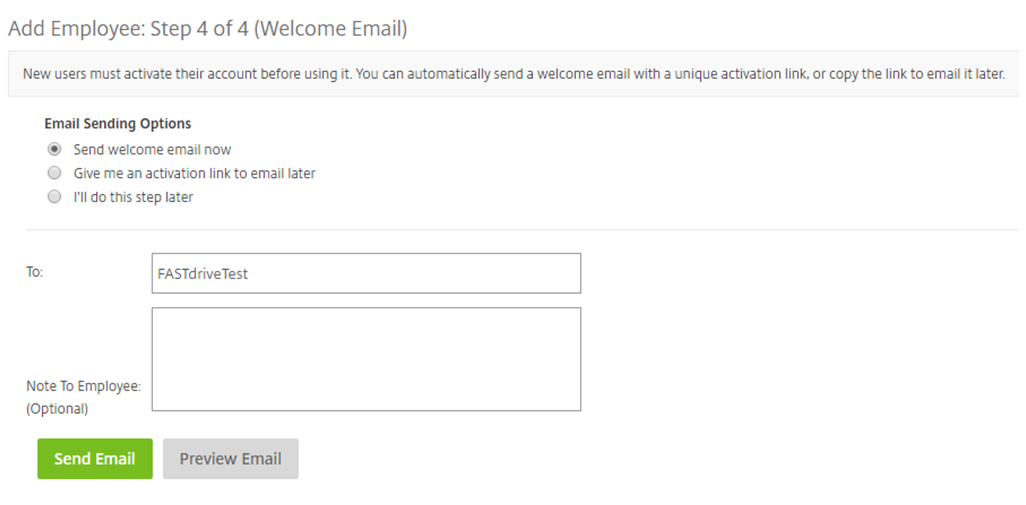 Add Employee: Step 4 of 4 (Welcome Email)
New users must activate their account before using it. You can automatically send a welcome email with a unique activation link, or copy the link to email it later.
Email Sending Options
Send welcome email now
Give me an activation link to email later
I'll do this step later
To:
FASTdriveTest
Note To Employee:
(Optional)
Send Email
Preview Email